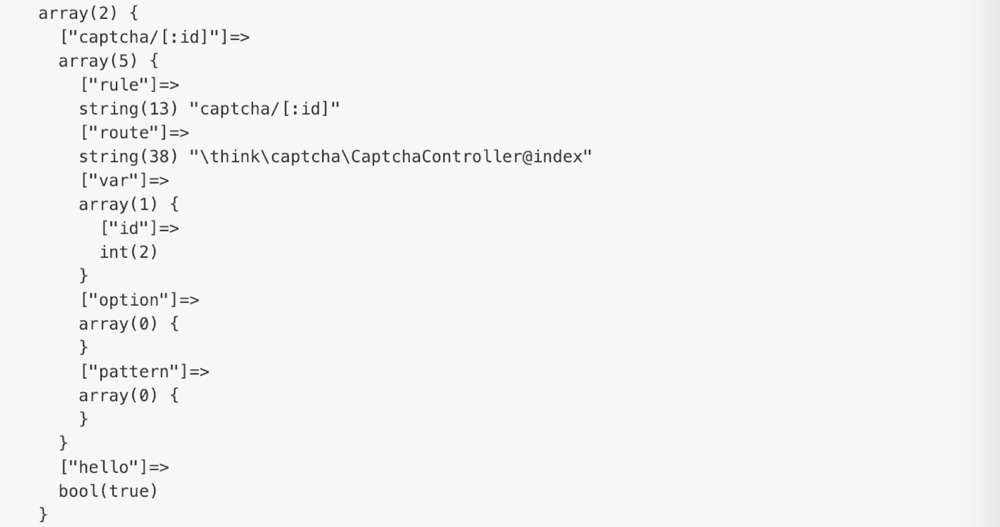 array(2) {
  ["captcha/[:id]"]=>
  array(5) {
    ["rule"]=>
    string(13) "captcha/[:id]"
    ["route"]=>
    string(38) "\think\captcha\CaptchaController@index"
    ["var"]=>
    array(1) {
      ["id"]=>
      int(2)
    }
    ["option"]=>
    array(0) {
    }
    ["pattern"]=>
    array(0) {
    }
  }
  ["hello"]=>
  bool(true)
}